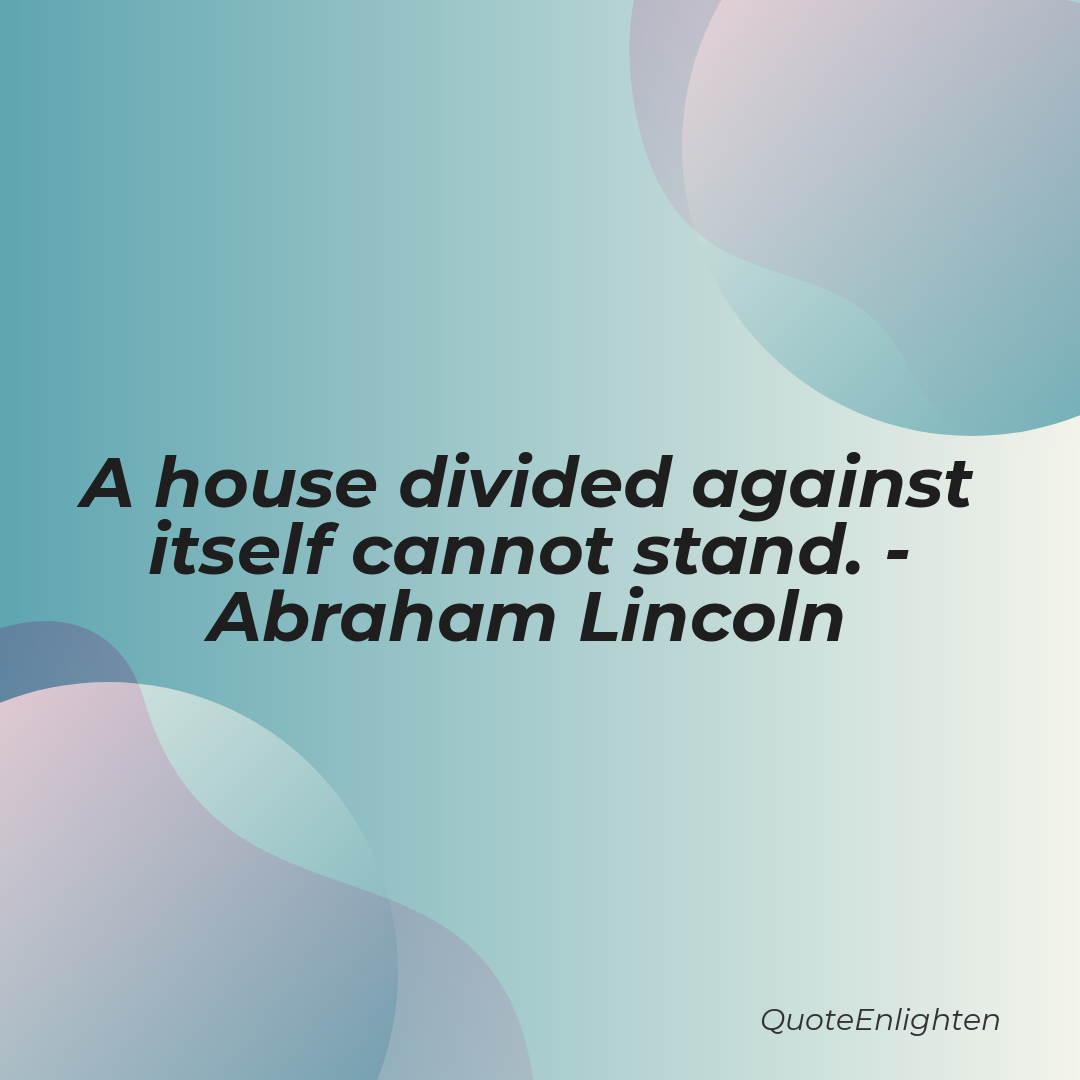 A house divided against
itself cannot stand. -
Abraham Lincoln
QuoteEnlighten